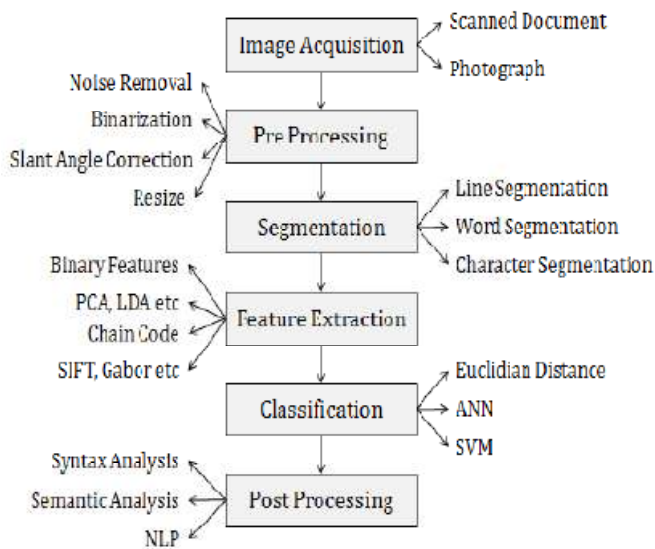 Image Acquisition
Scanned Document
Photograph
Noise Removal
Binarization
Slant Angle Correction
Resize
Pre Processing
Line Segmentation
Word Segmentation
Character Segmentation
Segmentation
Binary Features
PCA, LDA etc
Chain Code
SIFT, Gabor etc
Feature Extraction
Euclidian Distance
ANN
SVM
Classification
Syntax Analysis
Semantic Analysis
NLP
Post Processing